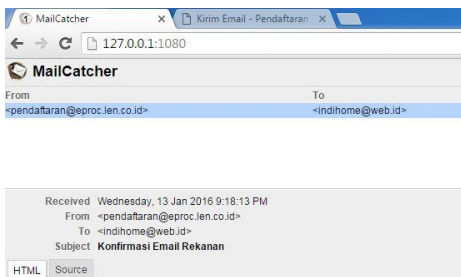 MailCatcher
Kirim Email - Pendaftaran
127.0.0.1:1080
MailCatcher
From To
<pendaftaran@eproc.len.co.id> <indihome@web.id>
Received Wednesday, 13 Jan 2016 9:18:13 PM
From <pendaftaran@eproc.len.co.id>
To <indihome@web.id>
Subject Konfirmasi Email Rekanan
HTML Source